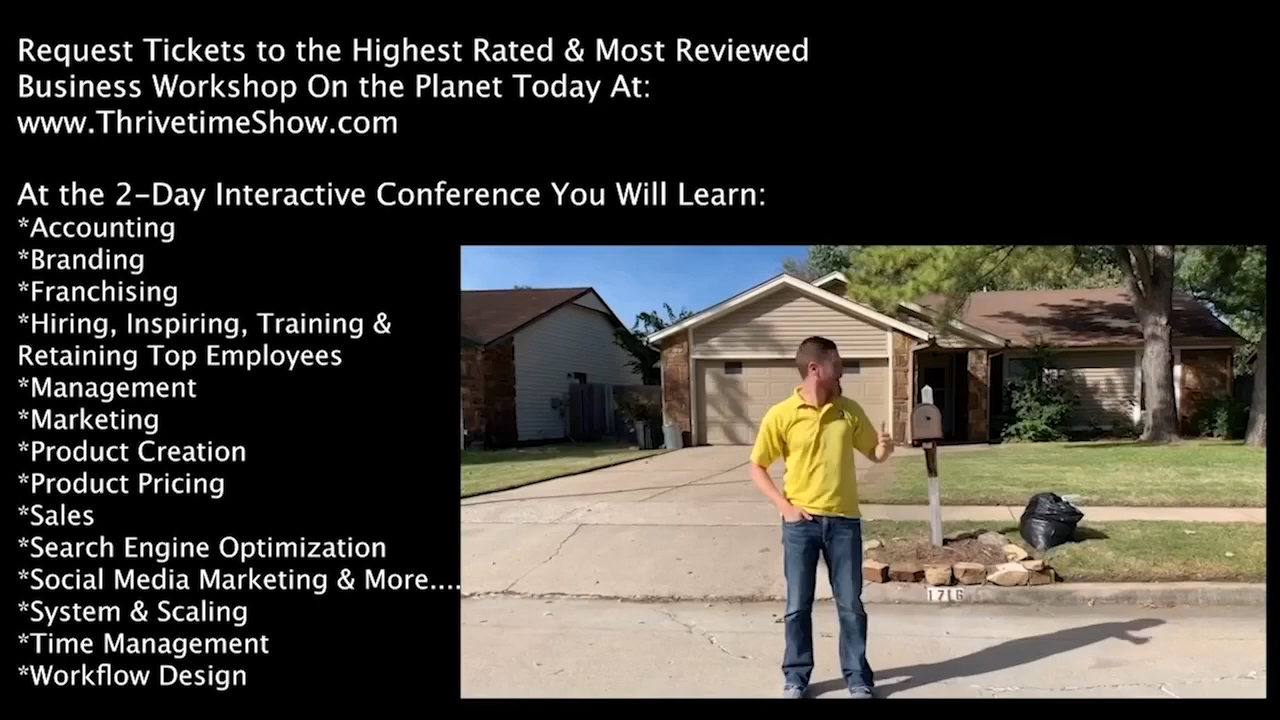 Request Tickets to the Highest Rated & Most Reviewed
Business Workshop On the Planet Today At:
www.ThrivetimeShow.com
At the 2-Day Interactive Conference You Will Learn:
*Accounting
*Branding
*Franchising
*Hiring, Inspiring, Training &
Retaining Top Employees
*Management
*Marketing
*Product Creation
*Product Pricing
*Sales
*Search Engine Optimization
*Social Media Marketing & More....
*System & Scaling
*Time Management
*Workflow Design
1716